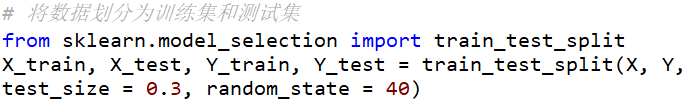 # 将数据划分为训练集和测试集
from sklearn.model_selection import train_test_split
X_train, X_test, Y_train, Y_test = train_test_split(X, Y,
test_size = 0.3, random_state = 40)